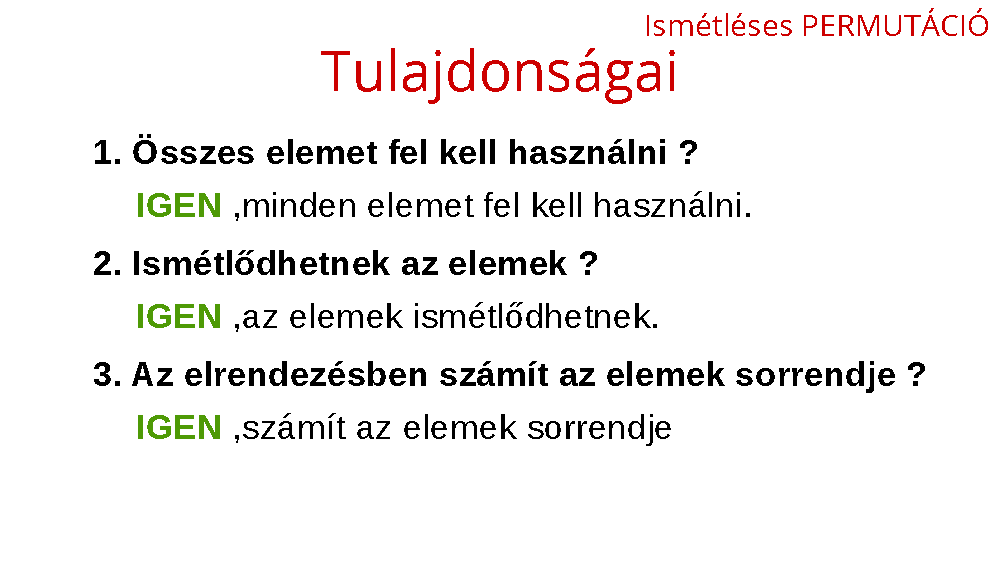 Ismétléses PERMUTÁCIÓ
Tulajdonságai
1. Összes elemet fel kell használni ?
IGEN ,minden elemet fel kell használni.
2. Ismétlődhetnek az elemek ?
IGEN ,az elemek ismétlődhetnek.
3. Az elrendezésben számít az elemek sorrendje ?
IGEN ,számít az elemek sorrendje